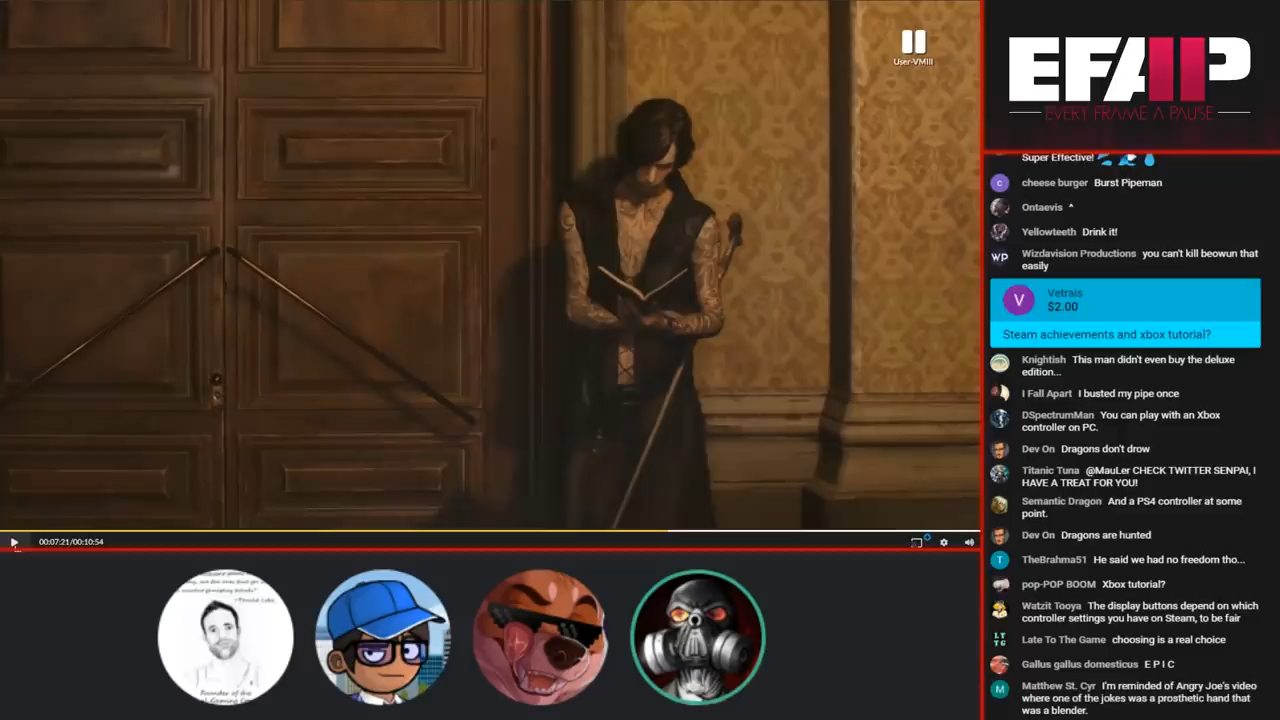 User-VMIII
EFAP
EVERY FRAME A PAUSE
Super Effective!
cheese burger Burst Pipeman
Ontaevis ^
Yellowteeth Drink it!
Wizdavision Productions you can't kill beowun that
easily
Vetrais
$2.00
Steam achievements and xbox tutorial?
Knightish This man didn't even buy the deluxe
edition...
I Fall Apart I busted my pipe once
DSpectrumMan You can play with an Xbox
controller on PC.
Dev On Dragons don't drow
Titanic Tuna @MauLer CHECK TWITTER SENPAI, I
HAVE A TREAT FOR YOU!
Semantic Dragon And a PS4 controller at some
point.
Dev On Dragons are hunted
TheBrahma51 He said we had no freedom tho...
pop-POP BOOM Xbox tutorial?
Watzit Tooya The display buttons depend on which
controller settings you have on Steam, to be fair
Late To The Game choosing is a real choice
Gallus gallus domesticus E P I C
Matthew St. Cyr I'm reminded of Angry Joe's video
where one of the jokes was a prosthetic hand that
was a blender.
00:07:21/00:10:54
Founder of the